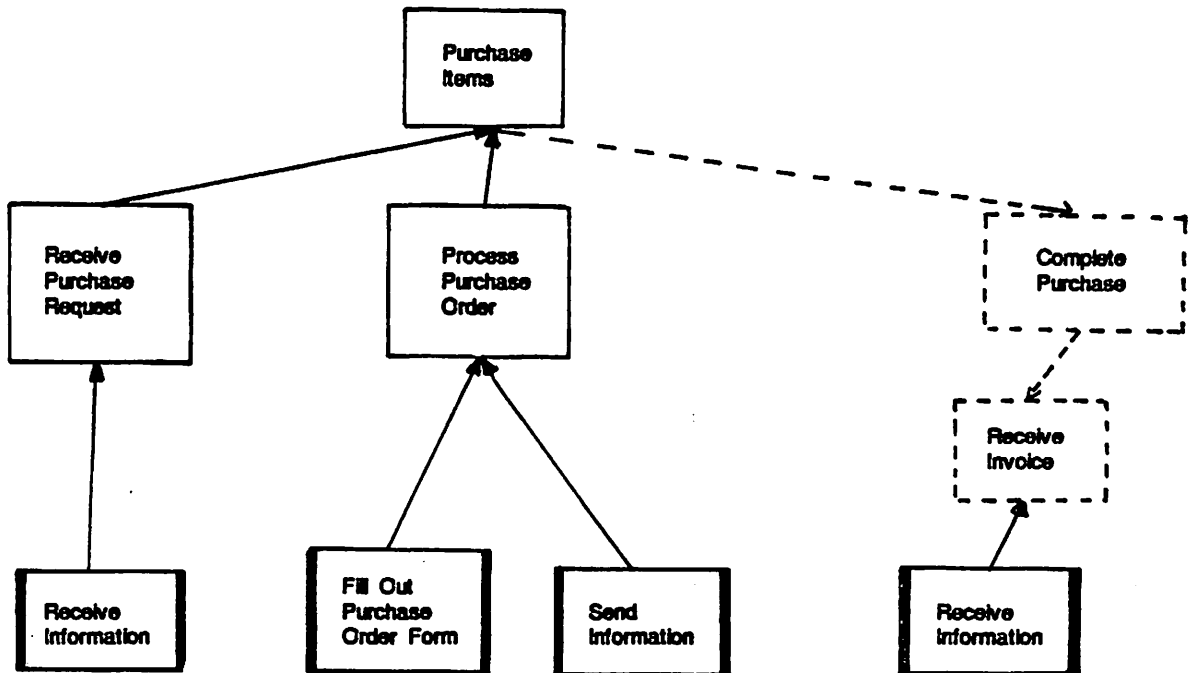 Purchase
Items
Receive
Purchase
Request
Process
Purchase
Order
Complete
Purchase
Receive
Invoice
Receive
Information
Fill Out
Purchase
Order Form
Send
Information
Receive
Information